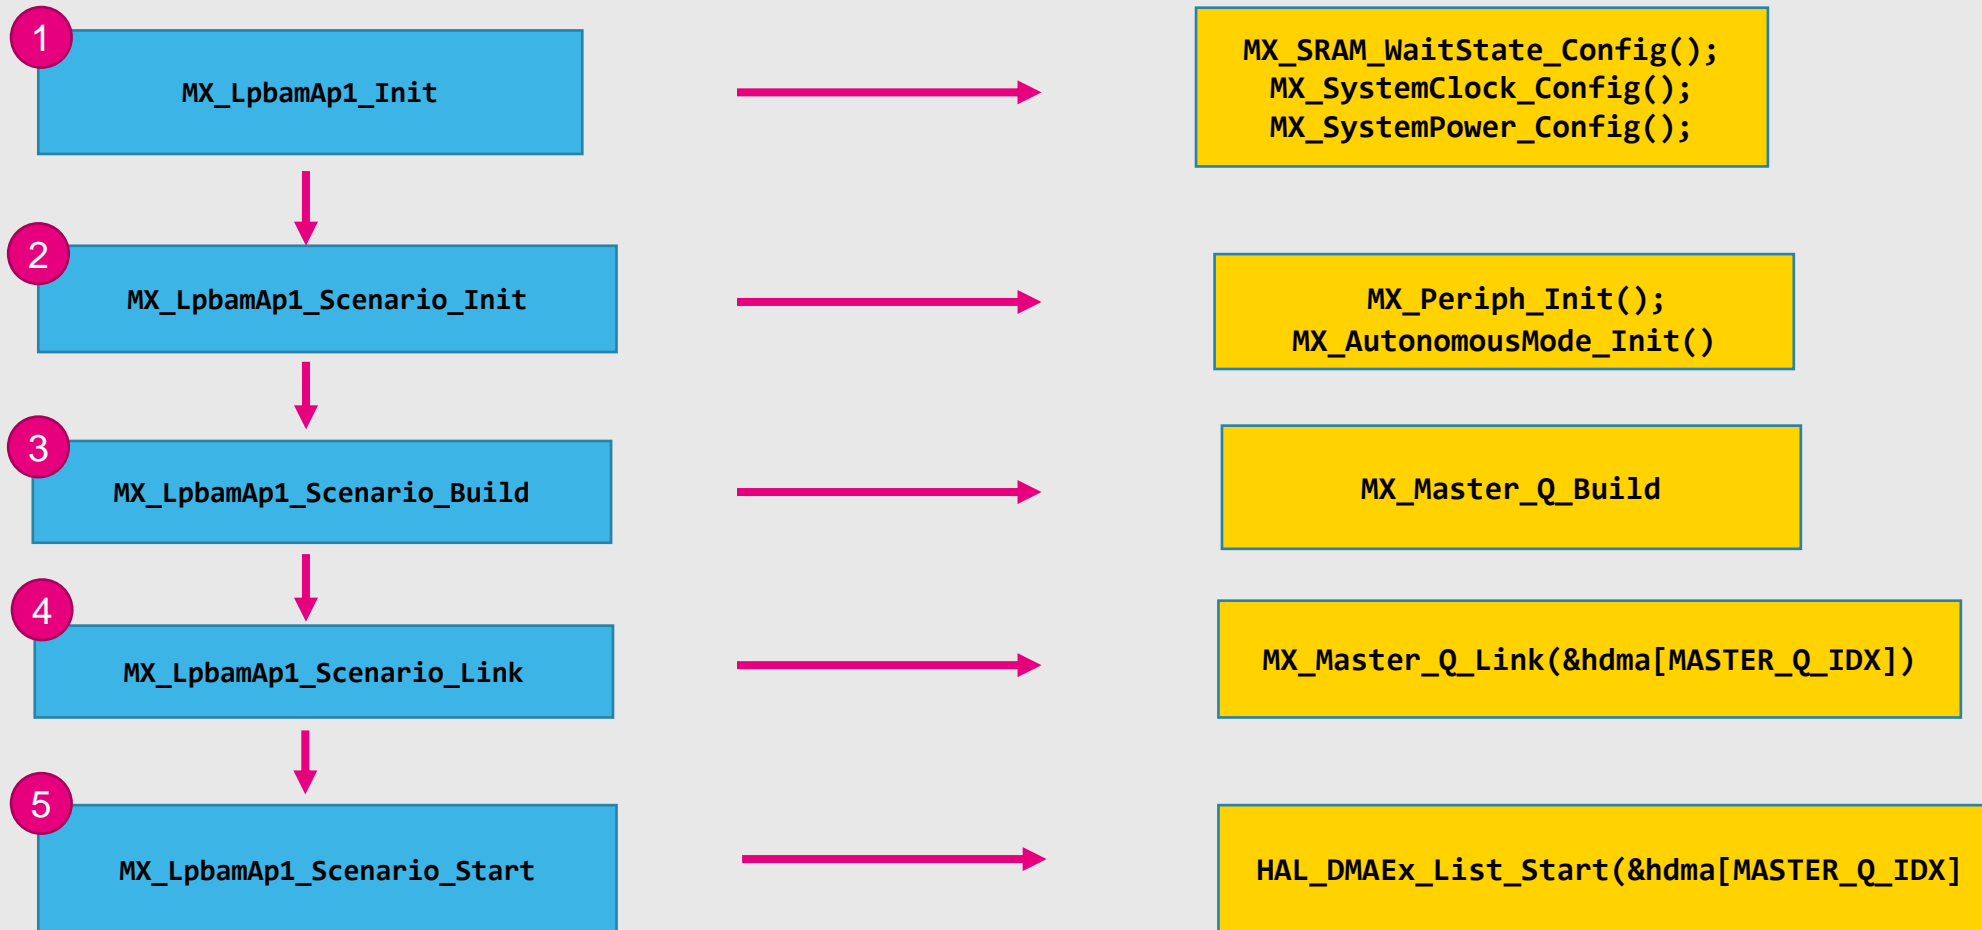 1
MX_LpbamAp1_Init
MX_SRAM_WaitState_Config();
MX_SystemClock_Config();
MX_SystemPower_Config();
2
MX_LpbamAp1_Scenario_Init
MX_Periph_Init();
MX_AutonomousMode_Init()
3
MX_LpbamAp1_Scenario_Build
MX_Master_Q_Build
4
MX_LpbamAp1_Scenario_Link
MX_Master_Q_Link(&hdma[MASTER_Q_IDX])
5
MX_LpbamAp1_Scenario_Start
HAL_DMAEx_List_Start(&hdma[MASTER_Q_IDX]